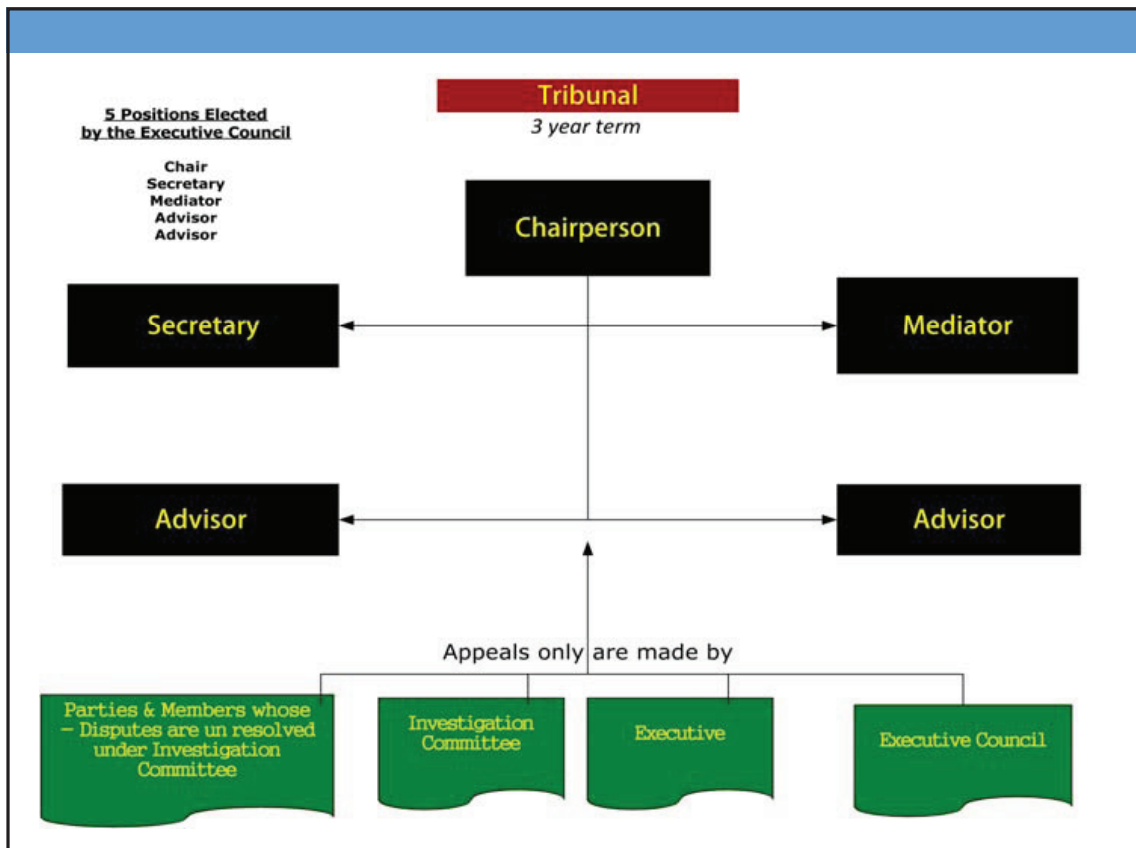 Tribunal
3 year term
5 Positions Elected
by the Executive Council
Chair
Secretary
Mediator
Advisor
Advisor
Chairperson
Secretary
Mediator
Advisor
Advisor
Appeals only are made by
Parties & Members whose
– Disputes are un resolved
under Investigation
Committee
Investigation
Committee
Executive
Executive Council